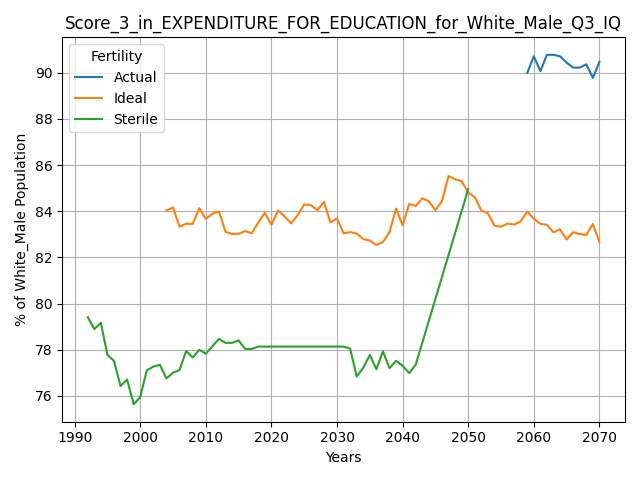 Score_3_in_EXPENDITURE_FOR_EDUCATION_for_White_Male_Q3_IQ
Fertility
Actual
Ideal
Sterile
% of White_Male Population
90
88
86
84
82
80
78
76
1990
2000
2010
2020
2030
2040
2050
2060
2070
Years